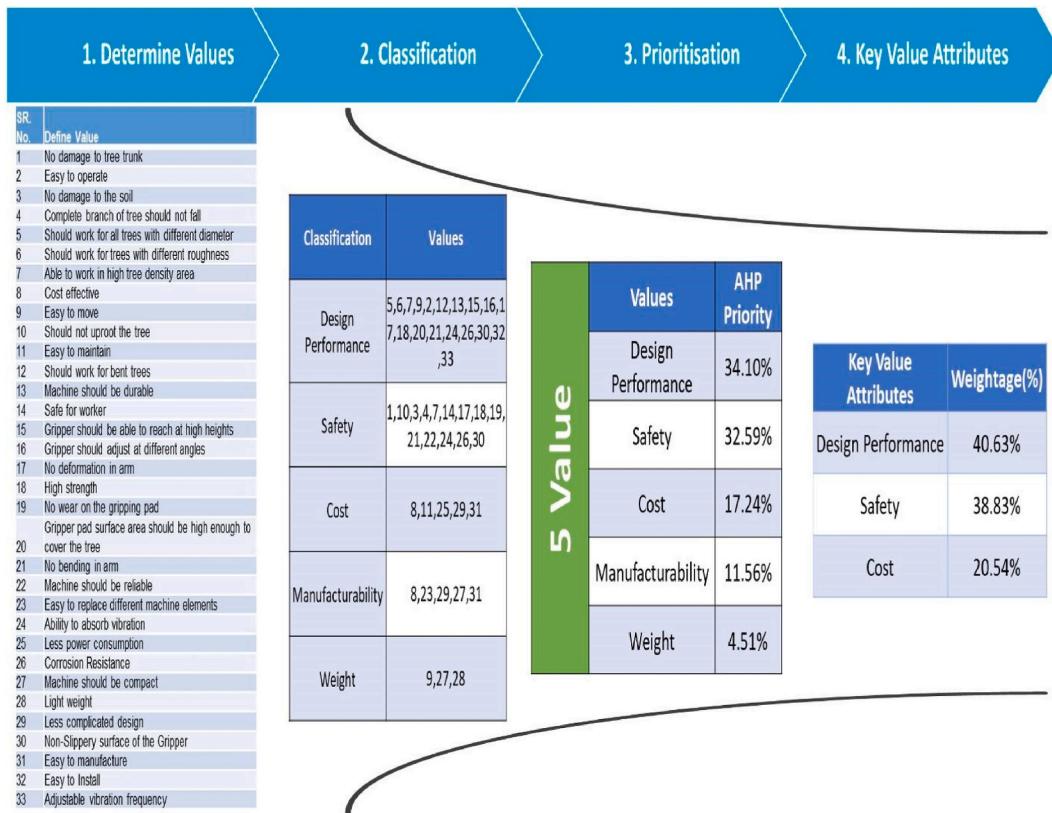 1. Determine Values
2. Classification
3. Prioritisation
4. Key Value Attributes
SR.
No. Define Value
1 No damage to tree trunk
2 Easy to operate
3 No damage to the soil
4 Complete branch of tree should not fall
5 Should work for all trees with different diameter
6 Should work for trees with different roughness
7 Able to work in high tree density area
8 Cost effective
9 Easy to move
10 Should not uproot the tree
11 Easy to maintain
12 Should work for bent trees
13 Machine should be durable
14 Safe for worker
15 Gripper should be able to reach at high heights
16 Gripper should adjust at different angles
17 No deformation in arm
18 High strength
19 No wear on the gripping pad
Gripper pad surface area should be high enough to
20 cover the tree
21 No bending in arm
22 Machine should be reliable
23 Easy to replace different machine elements
24 Ability to absorb vibration
25 Less power consumption
26 Corrosion Resistance
27 Machine should be compact
28 Light weight
29 Less complicated design
30 Non-Slippery surface of the Gripper
31 Easy to manufacture
32 Easy to Install
33 Adjustable vibration frequency
Classification Values
Design
Performance
5,6,7,9,2,12,13,15,16,1
7,18,20,21,24,26,30,32
,33
Safety
1,10,3,4,7,14,17,18,19,
21,22,24,26,30
Cost 8,11,25,29,31
Manufacturability 8,23,29,27,31
Weight 9,27,28
5 Value
Values
AHP
Priority
Design
Performance
34.10%
Safety 32.59%
Cost 17.24%
Manufacturability 11.56%
Weight 4.51%
Key Value
Attributes
Weightage(%)
Design Performance 40.63%
Safety 38.83%
Cost 20.54%